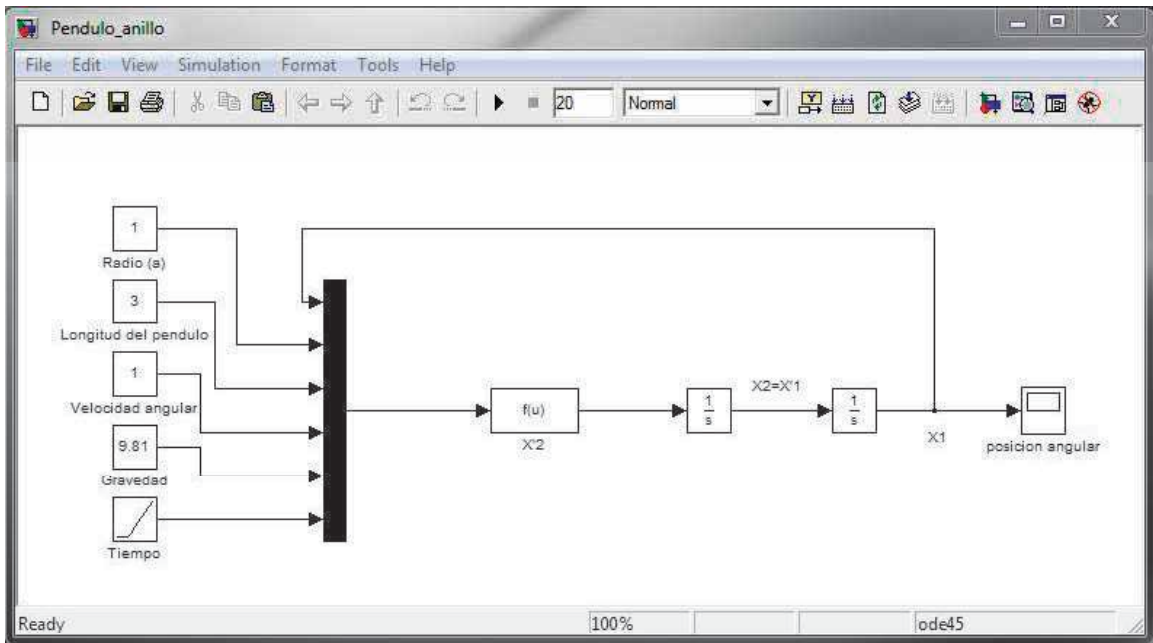 Pendulo_anillo
File Edit View Simulation Format Tools Help
20 Normal
1
Radio (a)
3
Longitud del pendulo
1
Velocidad angular
9.81
Gravedad
Tiempo
f(u)
X'2
1
s
X2=X'1
1
s
X1
posicion angular
Ready 100% ode45